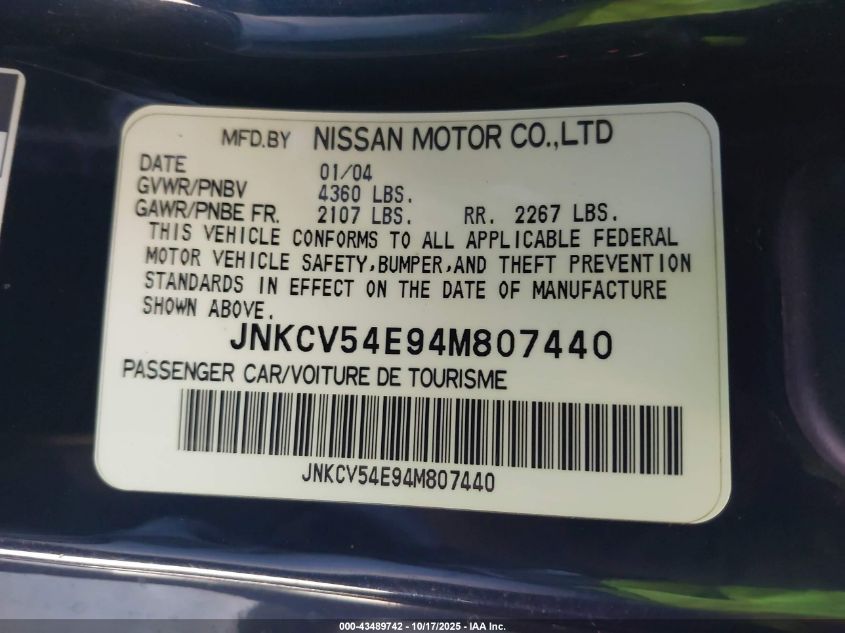 MFD.BY NISSAN MOTOR CO.,LTD
DATE 01/04
GVWR/PNBV 4360 LBS.
GAWR/PNBE FR. 2107 LBS. RR. 2267 LBS.
THIS VEHICLE CONFORMS TO ALL APPLICABLE FEDERAL
MOTOR VEHICLE SAFETY,BUMPER,AND THEFT PREVENTION
STANDARDS IN EFFECT ON THE DATE OF MANUFACTURE
SHOWN ABOVE.
JNKCV54E94M807440
PASSENGER CAR/VOITURE DE TOURISME
JNKCV54E94M807440
000-43489742 - 10/17/2025 - IAA Inc.